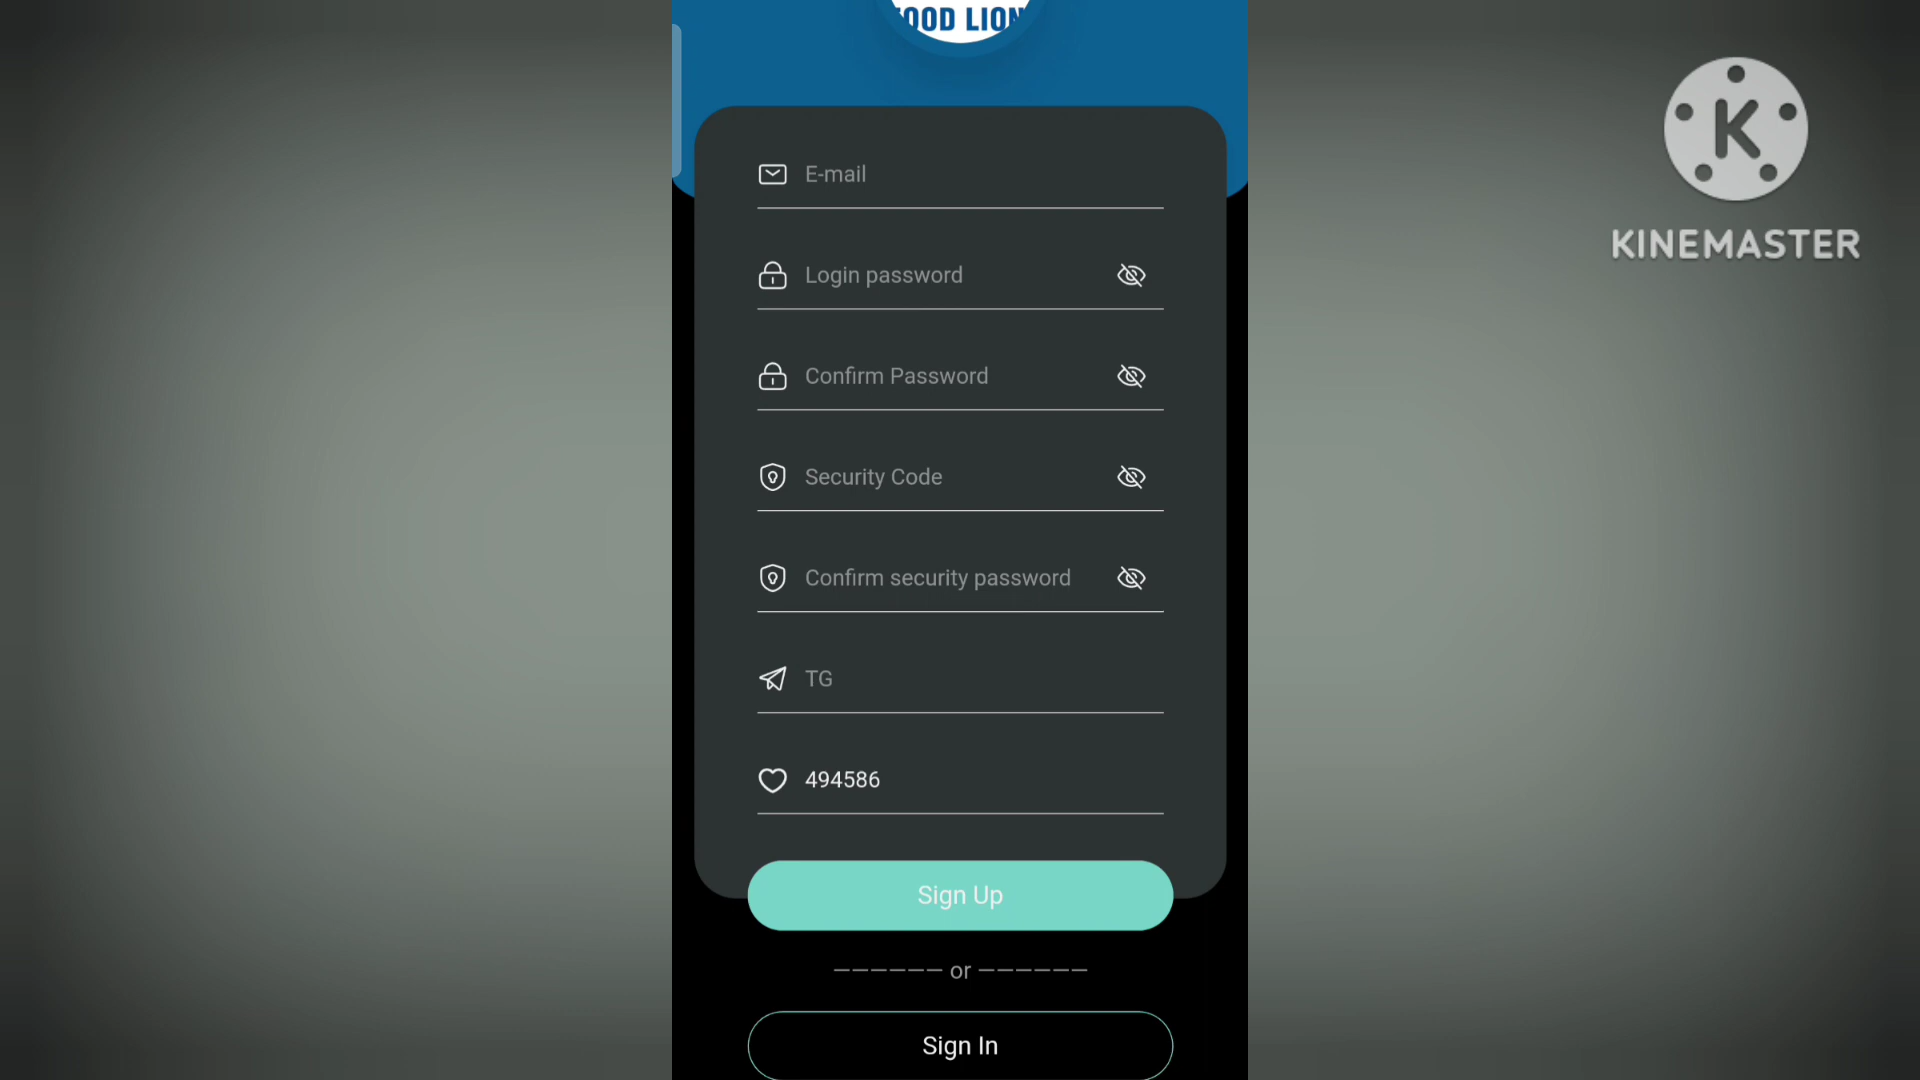 OOD LION
E-mail
Login password
Confirm Password
Security Code
Confirm security password
TG
494586
Sign Up
—————— or ——————
Sign In
K
KINEMASTER